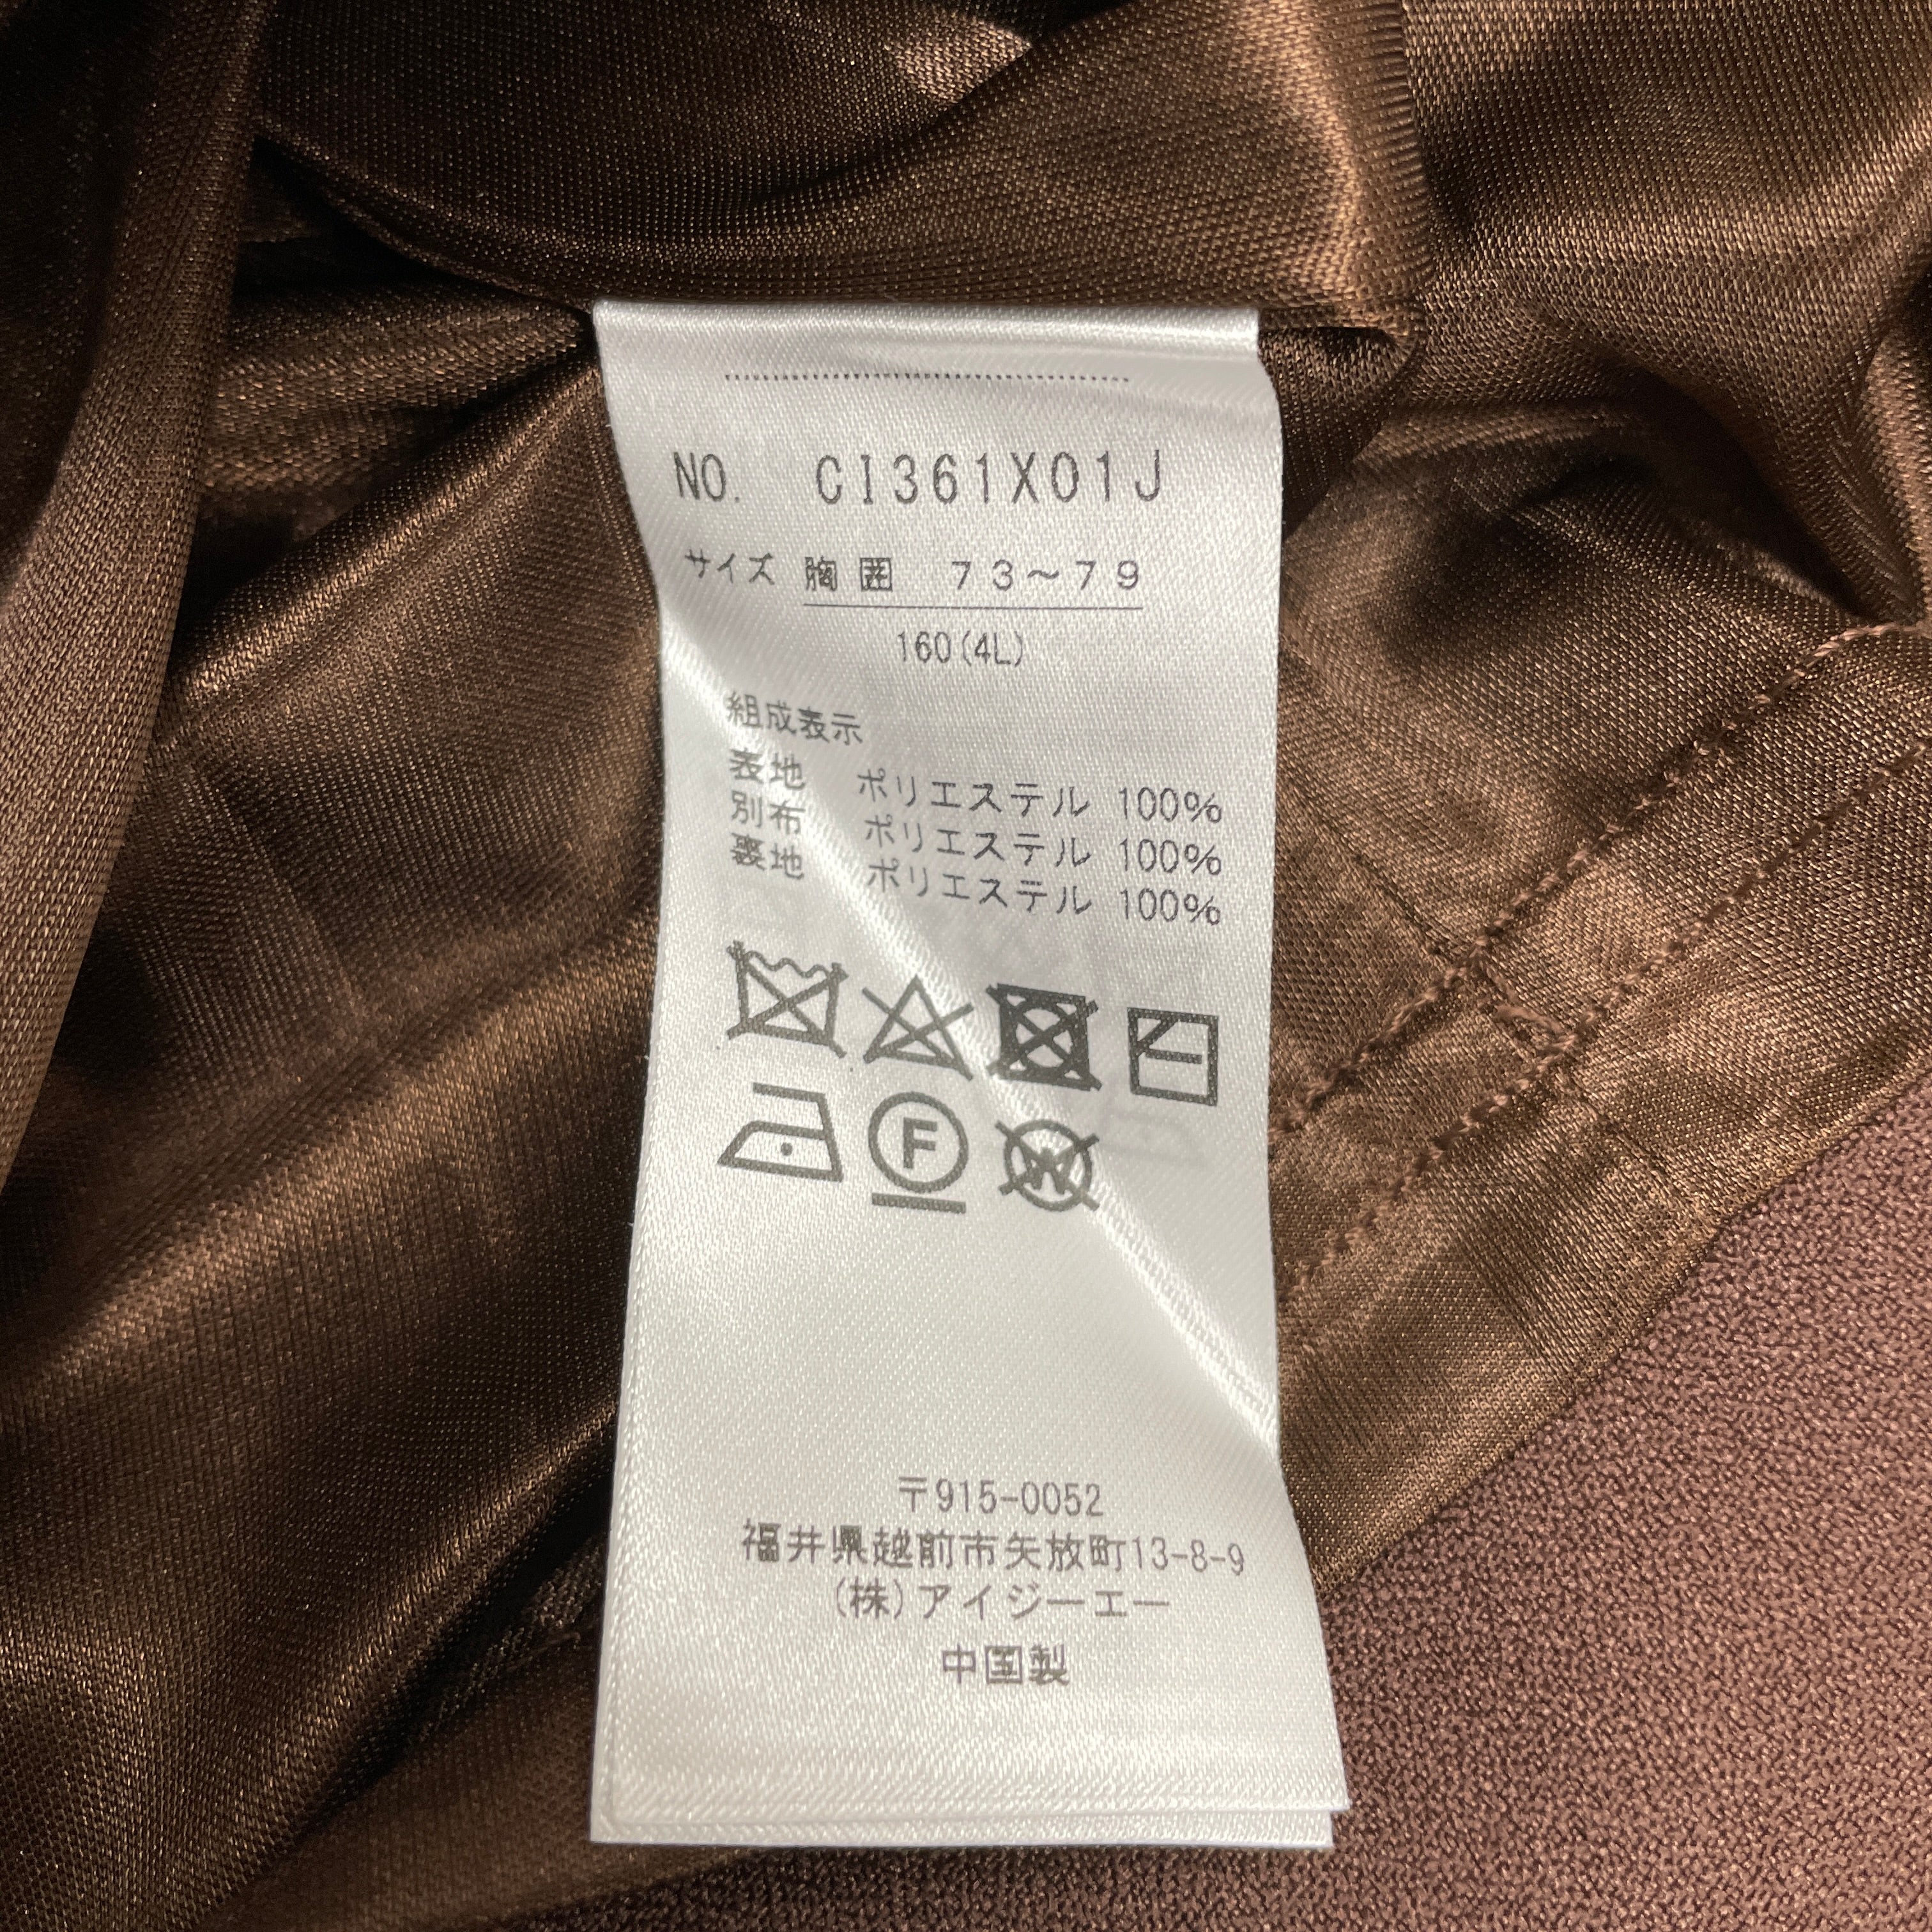 NO. CI361X01J
サイズ 胸囲 73~79
160(4L)
組成表示
表地 ポリエステル 100%
別布 ポリエステル 100%
裏地 ポリエステル 100%
F
W
〒915-0052
福井県越前市矢放町13-8-9
(株)アイジーエー
中国製